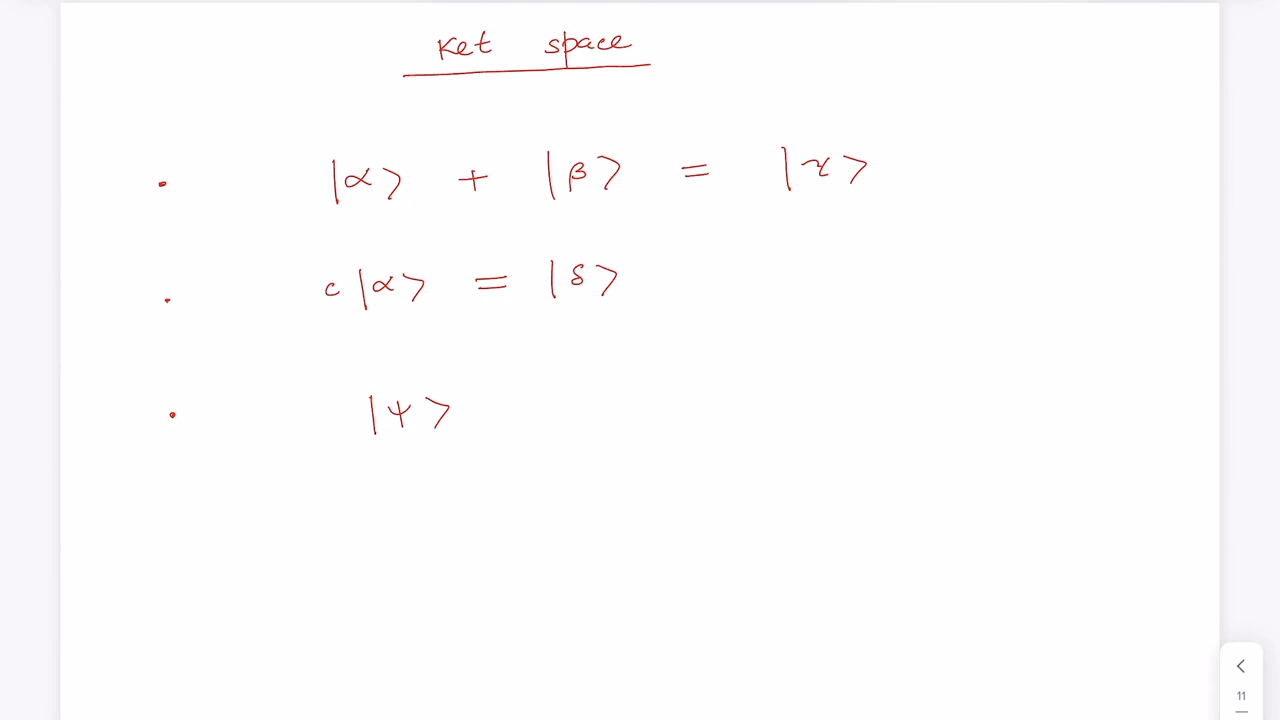 Ket space
. |α> + |β> = |γ>
. c|α> = |δ>
. |ψ>
11